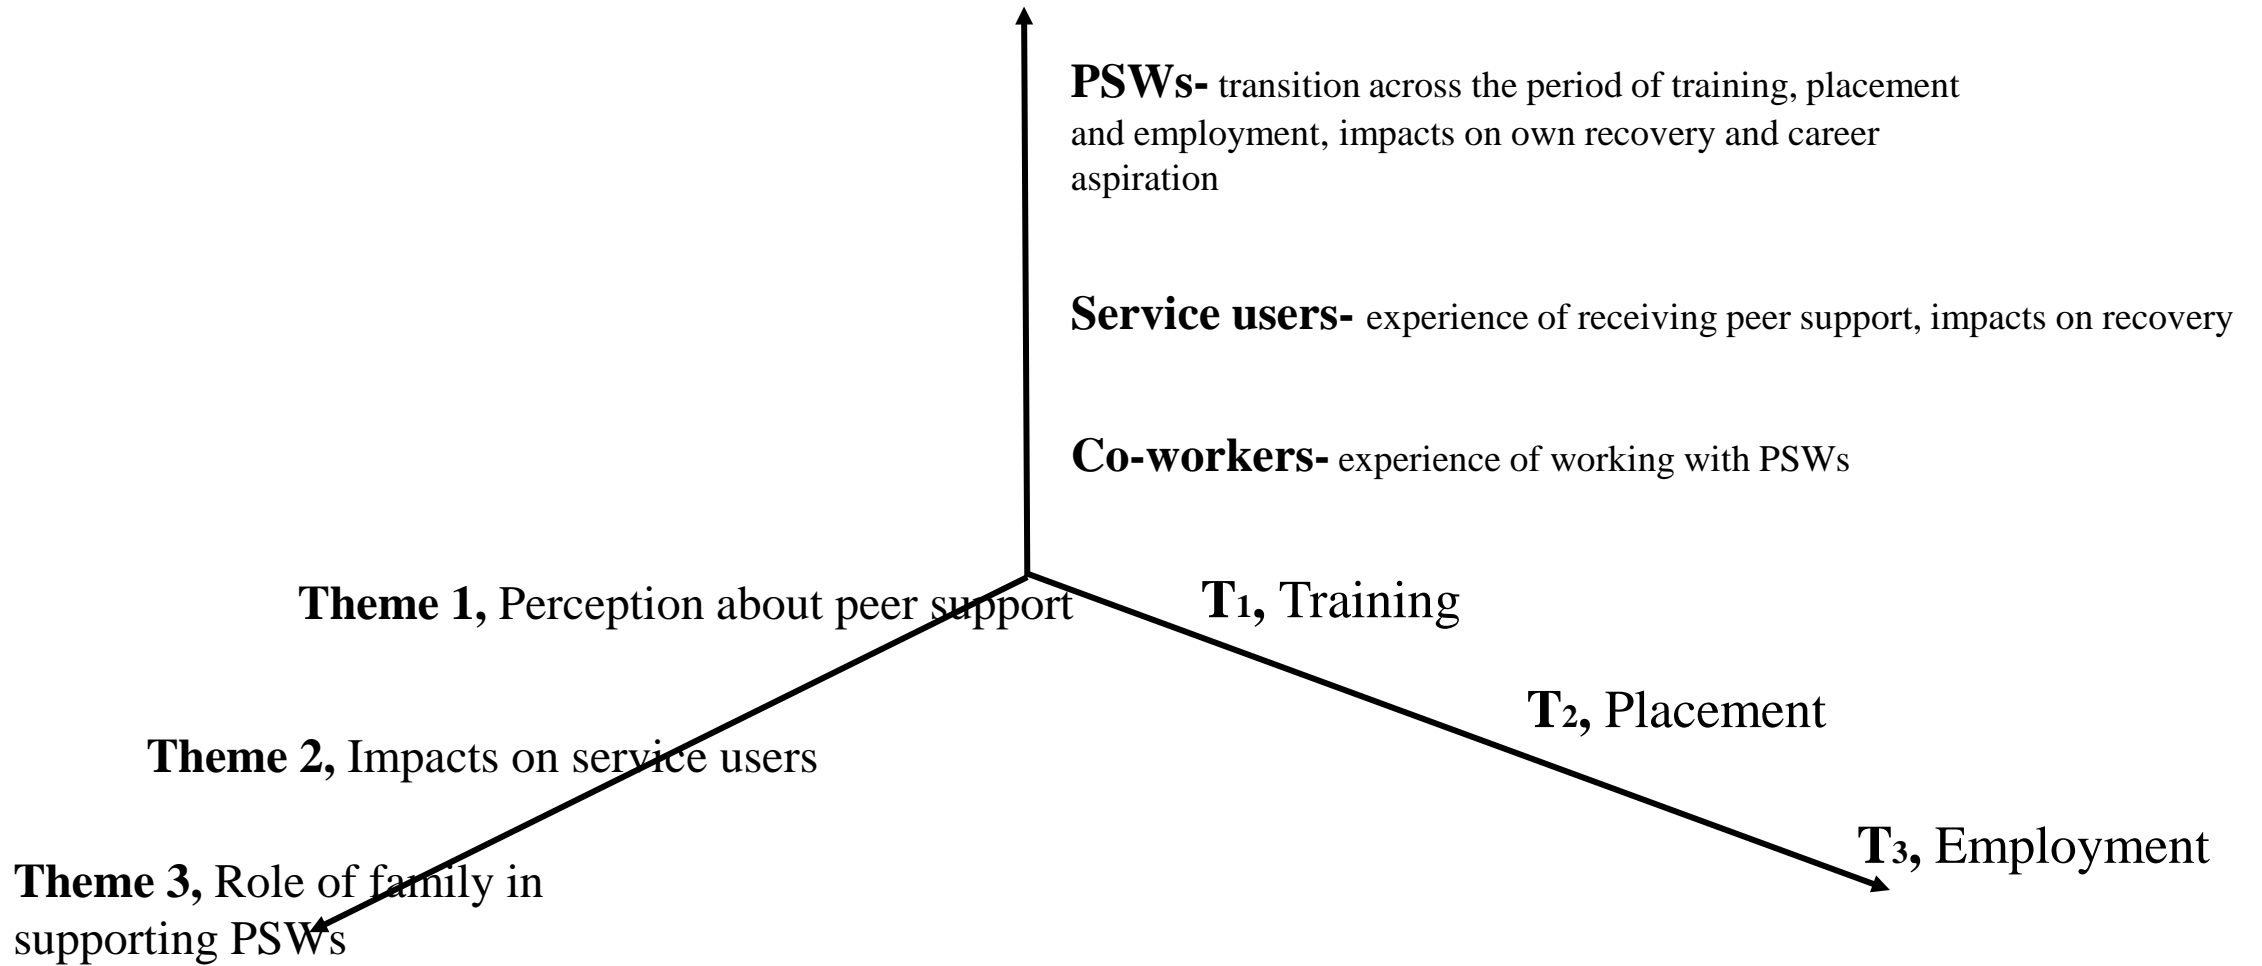 PSWs- transition across the period of training, placement
and employment, impacts on own recovery and career
aspiration
Service users- experience of receiving peer support, impacts on recovery
Co-workers- experience of working with PSWs
Theme 1, Perception about peer support
T1, Training
T2, Placement
Theme 2, Impacts on service users
T3, Employment
Theme 3, Role of family in
supporting PSWs